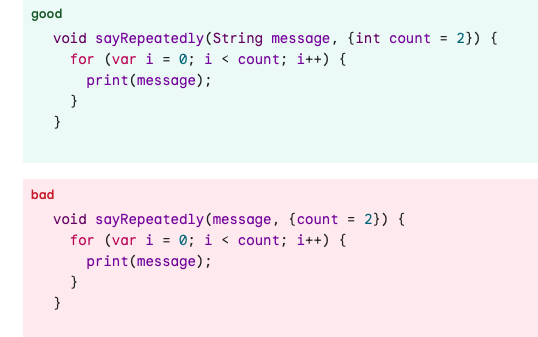 good
void sayRepeatedly(String message, {int count = 2}) {
  for (var i = 0; i < count; i++) {
    print(message);
  }
}
bad
void sayRepeatedly(message, {count = 2}) {
  for (var i = 0; i < count; i++) {
    print(message);
  }
}